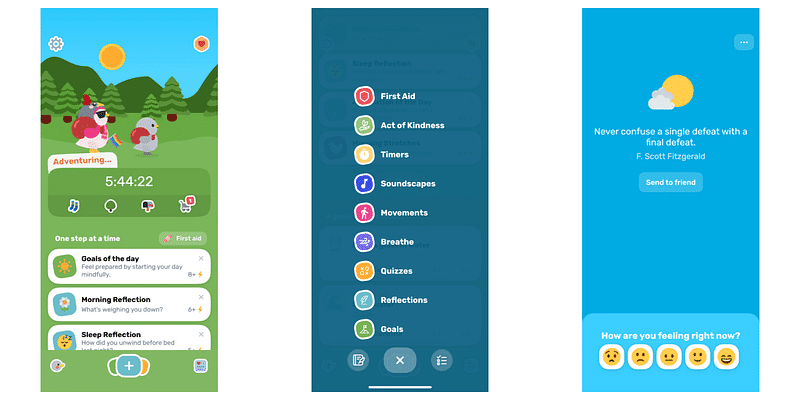 Adventuring...
5:44:22
1
One step at a time
First aid
Goals of the day
Feel prepared by starting your day
mindfully.
8+
Morning Reflection
What's weighing you down?
6+
Sleep Reflection
How did you unwind before bed
First Aid
Act of Kindness
Timers
Soundscapes
Movements
Breathe
Quizzes
Reflections
Goals
Never confuse a single defeat with a
final defeat.
F. Scott Fitzgerald
Send to friend
How are you feeling right now?